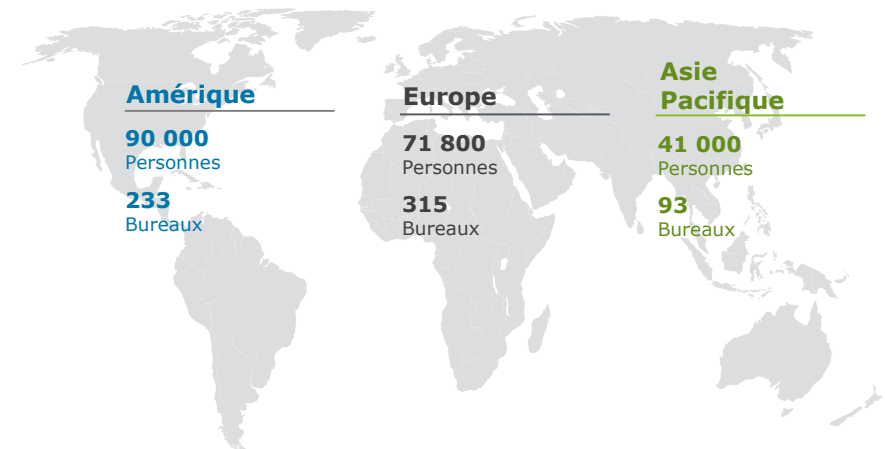 Amérique
90 000
Personnes
233
Bureaux
Europe
71 800
Personnes
315
Bureaux
Asie
Pacifique
41 000
Personnes
93
Bureaux